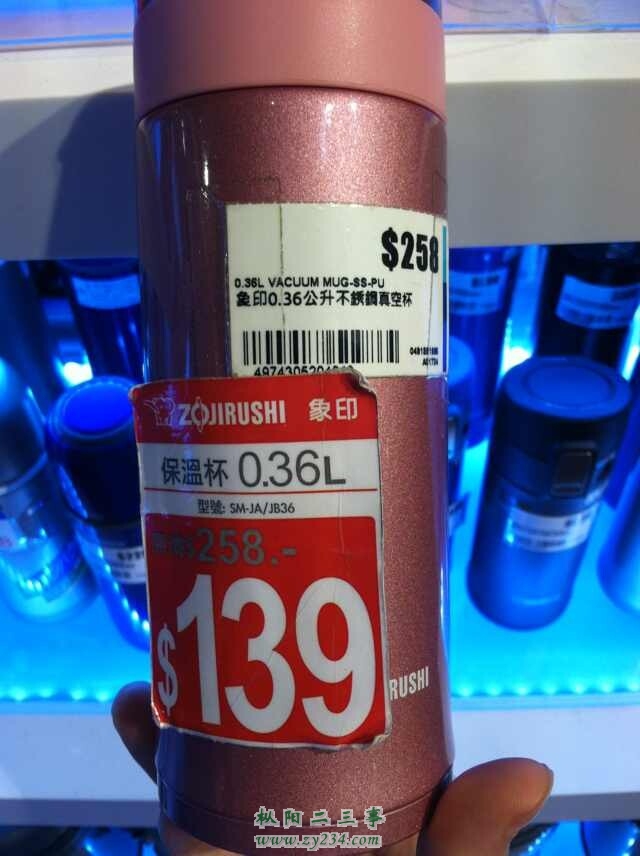 $258
0.36L VACUUM MUG-SS-PU
象印0.36公升不銹鋼真空杯
ZOJIRUSHI 象印
保溫杯 0.36L
型號: SM-JA/JB36
$258.-
$139
RUSHI
枞阳二三事
www.zy234.com